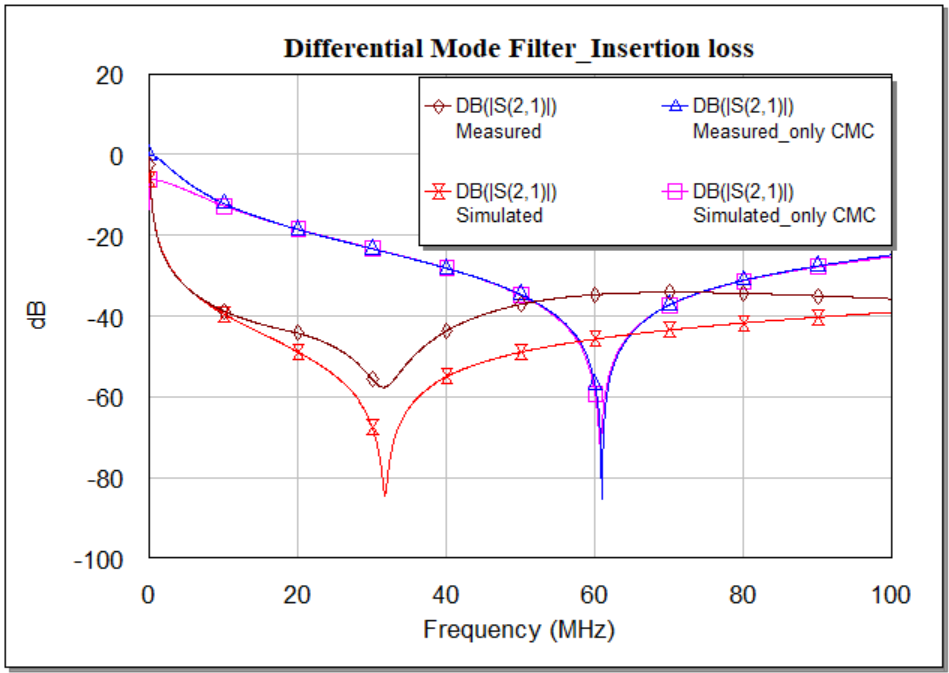 Differential Mode Filter_Insertion loss
20
0
-20
-40
-60
-80
-100
dB
DB(|S(2,1)|)
Measured
DB(|S(2,1)|)
Measured_only CMC
DB(|S(2,1)|)
Simulated
DB(|S(2,1)|)
Simulated_only CMC
0 20 40 60 80 100
Frequency (MHz)